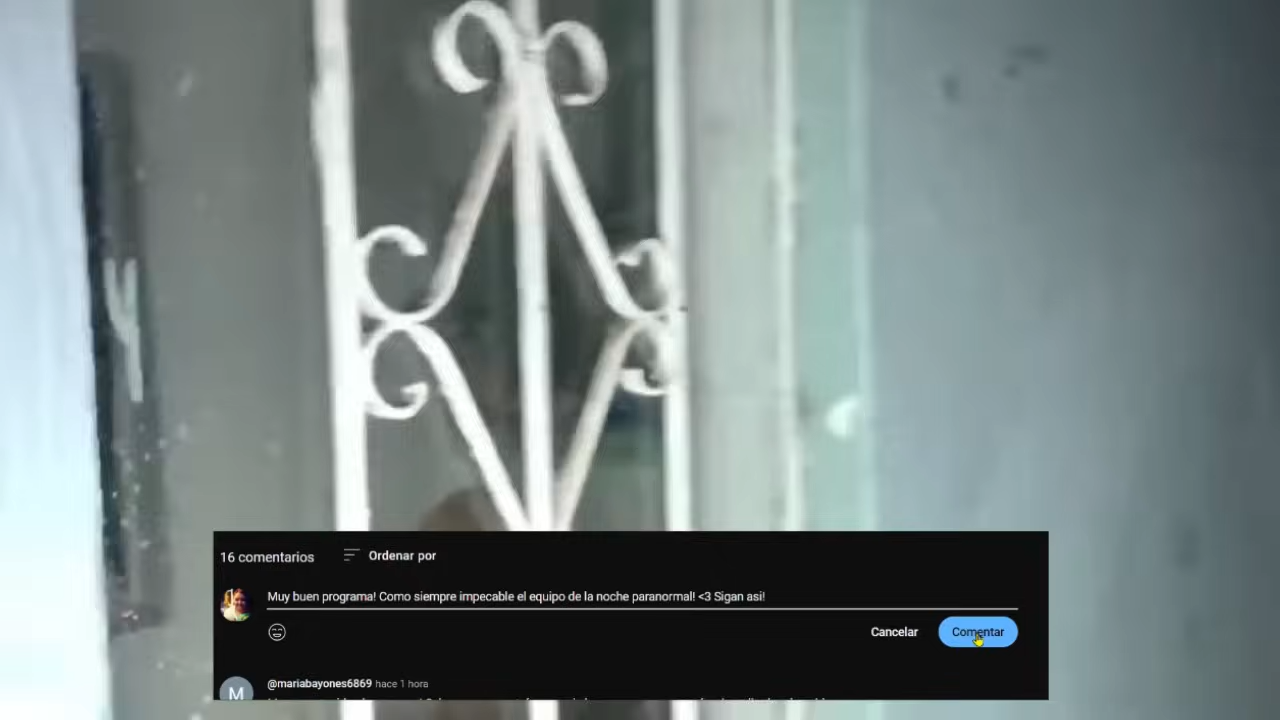 16 comentarios
Ordenar por
Muy buen programa! Como siempre impecable el equipo de la noche paranormal! <3 Sigan asi!
Cancelar
Comentar
M
@mariabayones6869 hace 1 hora